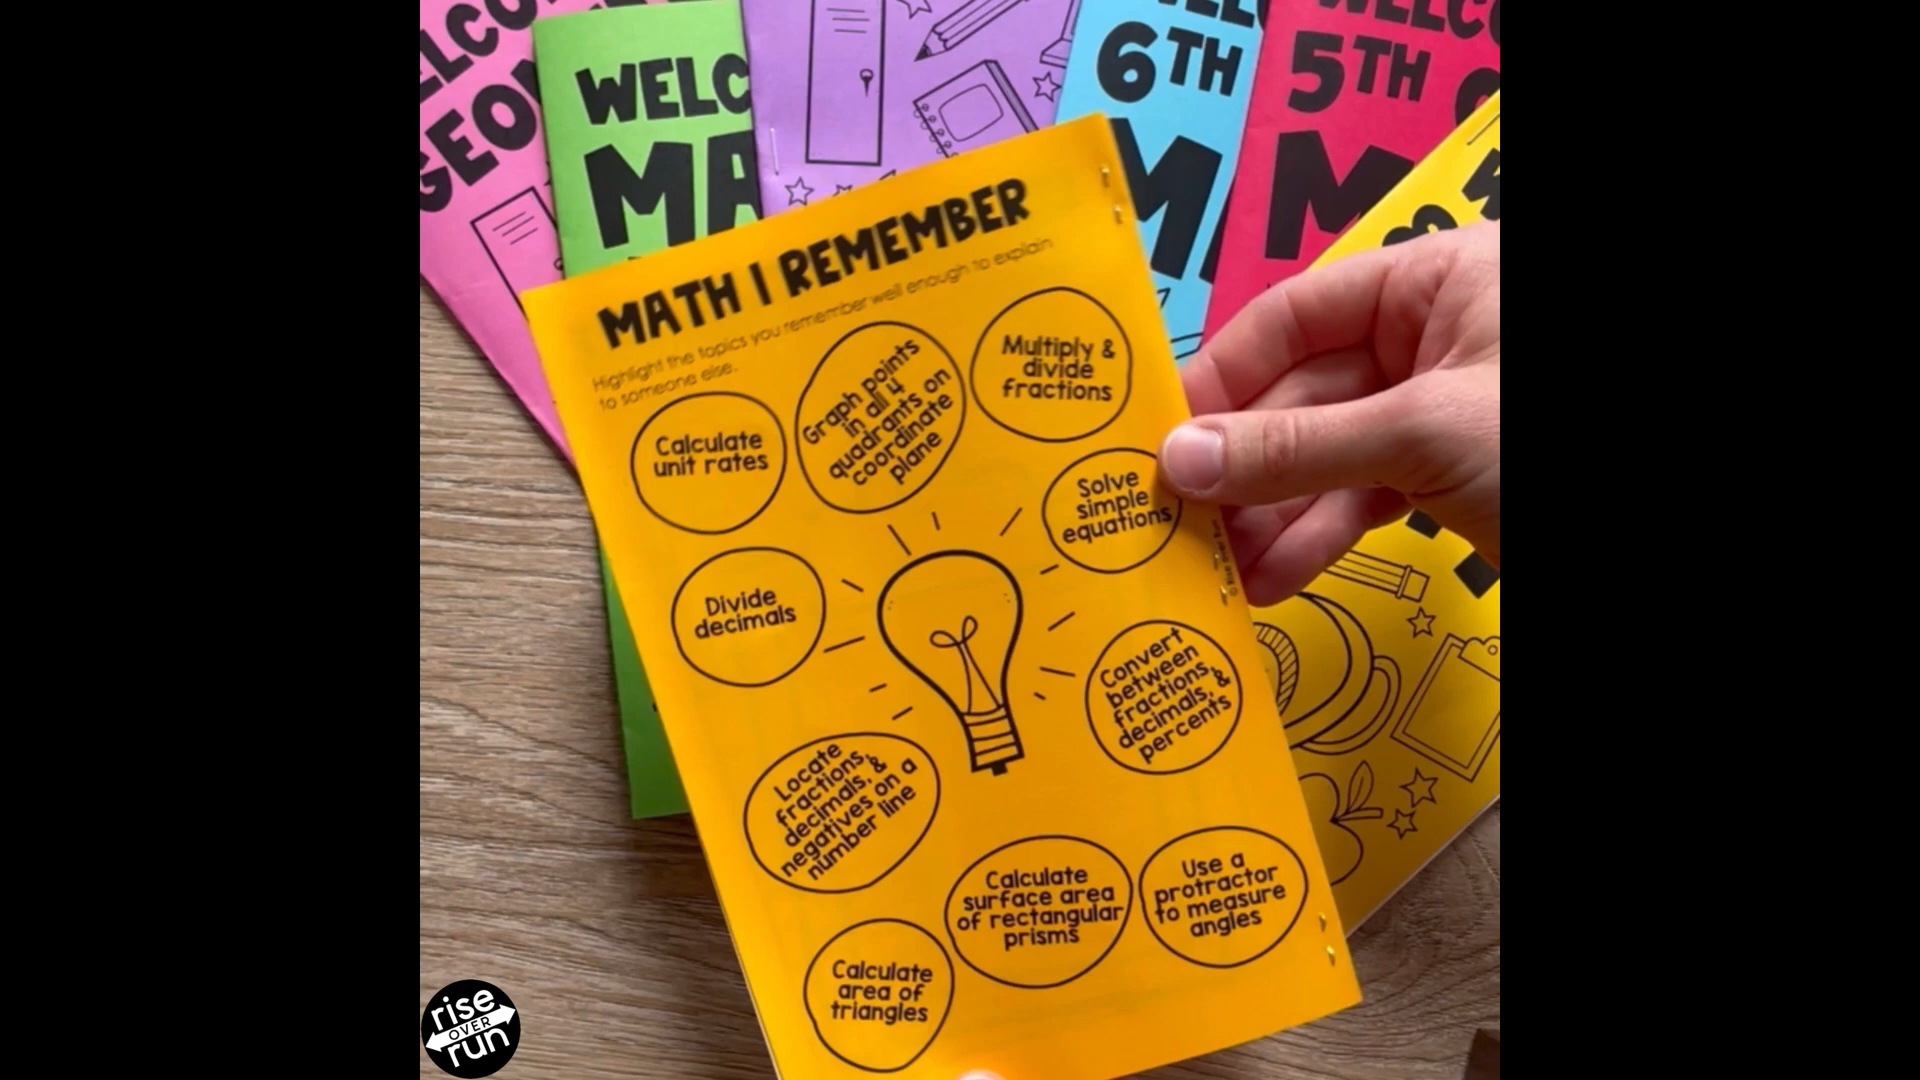 WELC
MA
6TH
M
5TH
M
MATH I REMEMBER
Highlight the topics you remember well enough to explain
to someone else.
Calculate
unit rates
Graph points
in all 4
quadrants on
coordinate
plane
Multiply &
divide
fractions
Solve
simple
equations
Divide
decimals
Convert
between
fractions,
decimals, &
percents
Locate
fractions,
decimals, &
negatives on a
number line
Calculate
surface area
of rectangular
prisms
Use a
protractor
to measure
angles
Calculate
area of
triangles
rise
OVER
run